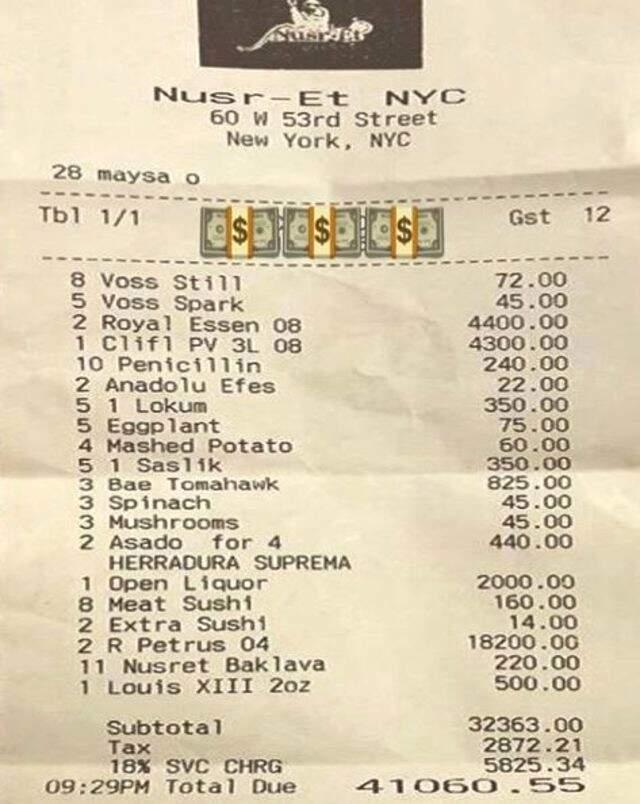 Nusr-Et
Nusr-Et NYC
60 W 53rd Street
New York, NYC
28 maysa o
Tbl 1/1 Gst 12
8 Voss Still 72.00
5 Voss Spark 45.00
2 Royal Essen 08 4400.00
1 Clifl PV 3L 08 4300.00
10 Penicillin 240.00
2 Anadolu Efes 22.00
5 1 Lokum 350.00
5 Eggplant 75.00
4 Mashed Potato 60.00
5 1 Saslik 350.00
3 Bae Tomahawk 825.00
3 Spinach 45.00
3 Mushrooms 45.00
2 Asado for 4 440.00
HERRADURA SUPREMA
1 Open Liquor 2000.00
8 Meat Sushi 160.00
2 Extra Sushi 14.00
2 R Petrus 04 18200.00
11 Nusret Baklava 220.00
1 Louis XIII 2oz 500.00
Subtotal 32363.00
Tax 2872.21
18% SVC CHRG 5825.34
09:29PM Total Due 41060.55